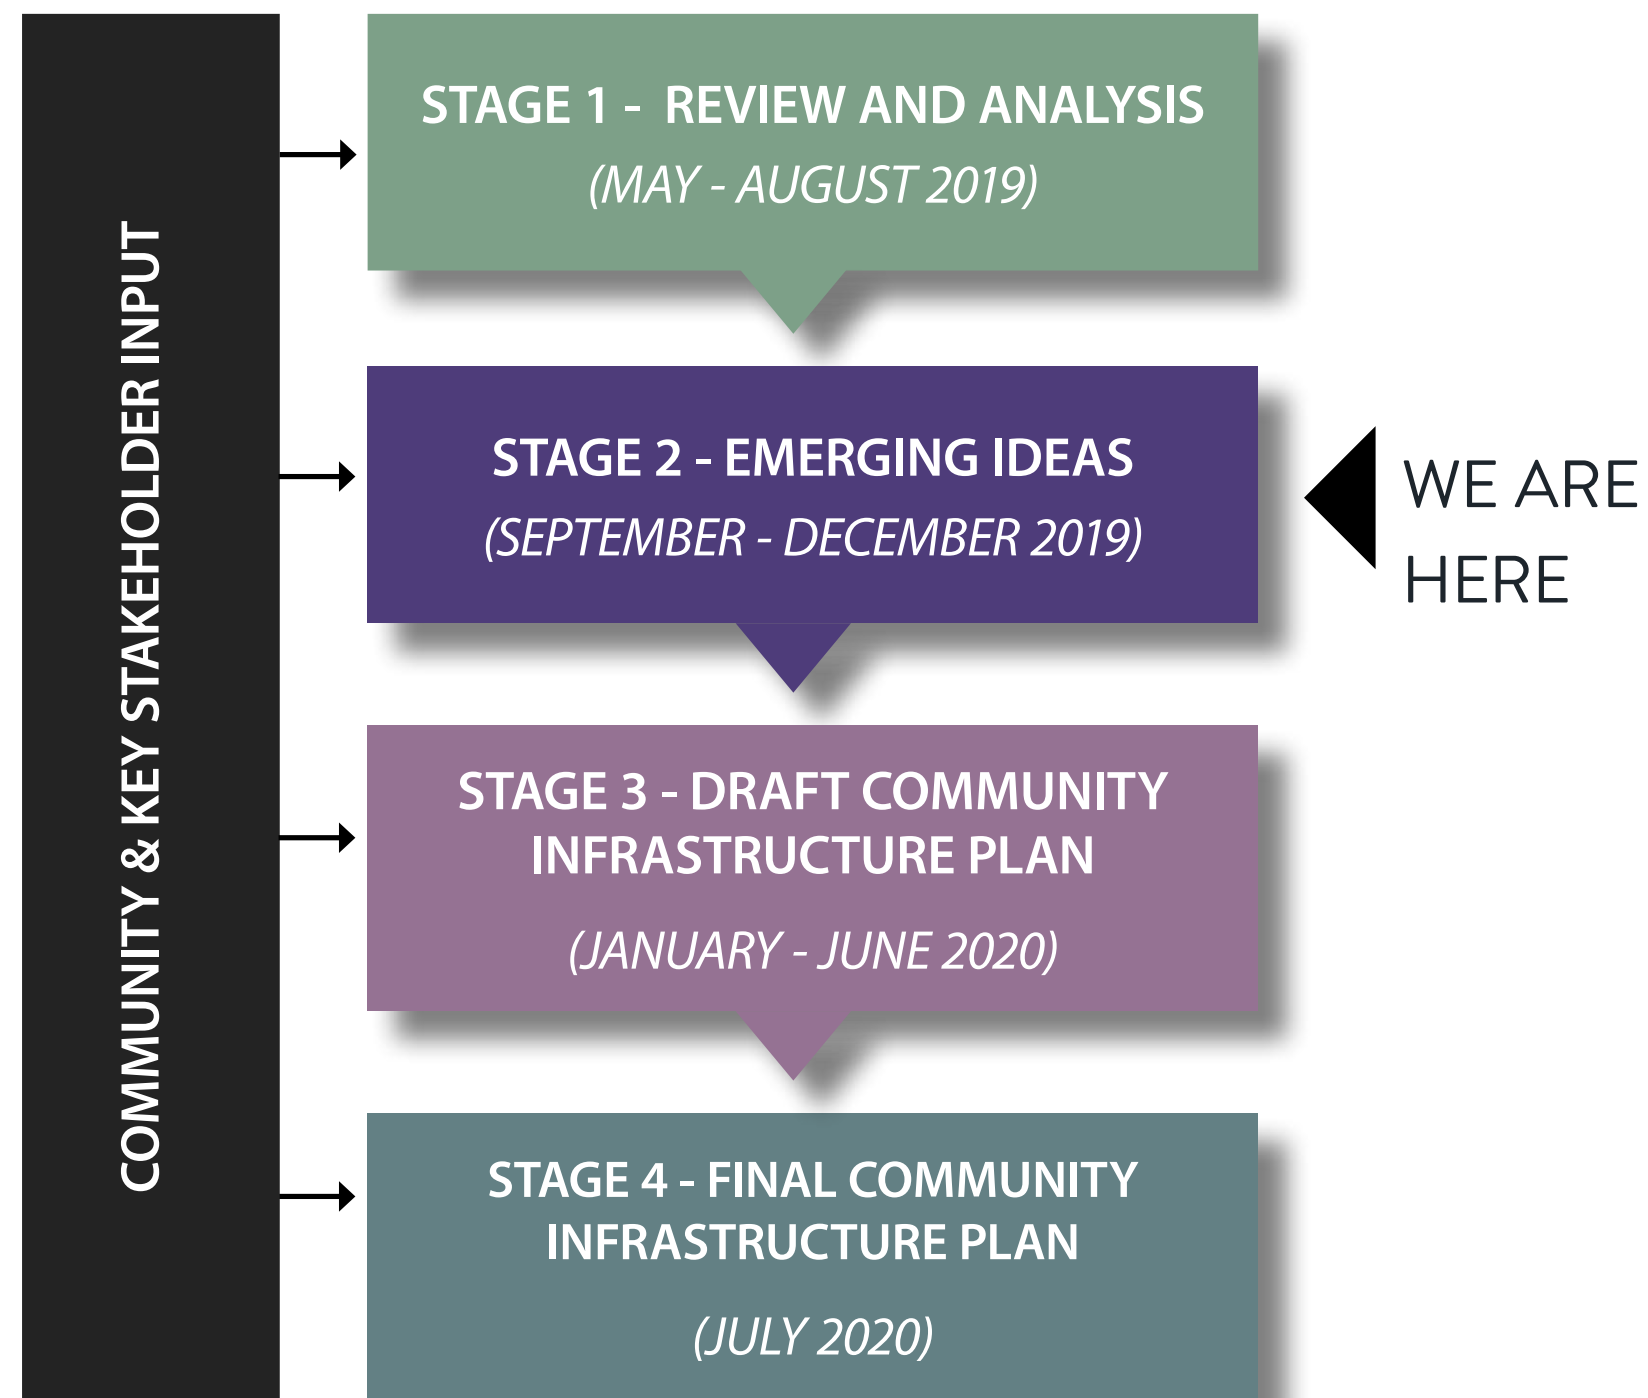 COMMUNITY & KEY STAKEHOLDER INPUT
STAGE 1 - REVIEW AND ANALYSIS
(MAY - AUGUST 2019)
STAGE 2 - EMERGING IDEAS
(SEPTEMBER - DECEMBER 2019)
WE ARE
HERE
STAGE 3 - DRAFT COMMUNITY
INFRASTRUCTURE PLAN
(JANUARY - JUNE 2020)
STAGE 4 - FINAL COMMUNITY
INFRASTRUCTURE PLAN
(JULY 2020)